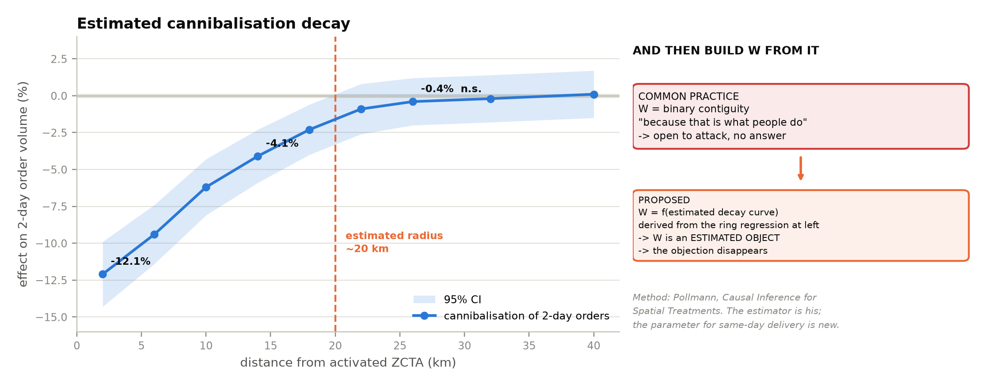 Estimated cannibalisation decay
effect on 2-day order volume (%)
2.5
0.0
−2.5
−5.0
−7.5
−10.0
−12.5
−15.0
-12.1%
-4.1%
-0.4%  n.s.
estimated radius
~20 km
95% CI
cannibalisation of 2-day orders
0 5 10 15 20 25 30 35 40
distance from activated ZCTA (km)
AND THEN BUILD W FROM IT
COMMON PRACTICE
W = binary contiguity
"because that is what people do"
-> open to attack, no answer
PROPOSED
W = f(estimated decay curve)
derived from the ring regression at left
-> W is an ESTIMATED OBJECT
-> the objection disappears
Method: Pollmann, Causal Inference for
Spatial Treatments. The estimator is his;
the parameter for same-day delivery is new.